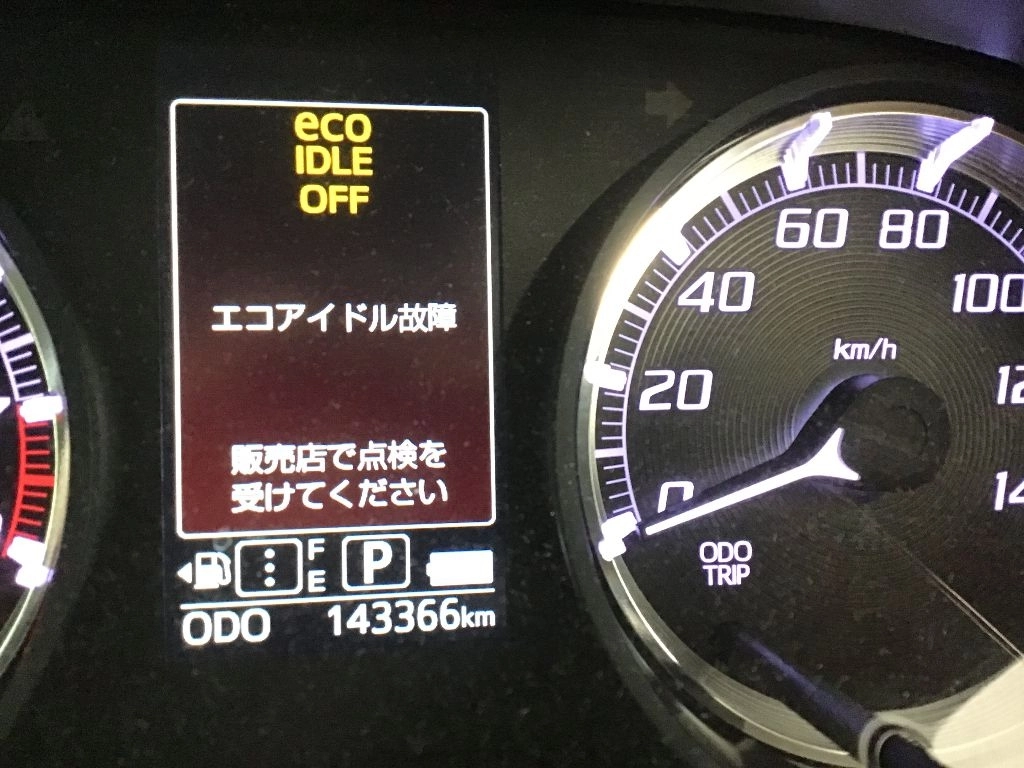 eco
IDLE
OFF
エコアイドル故障
販売店で点検を
受けてください
F
E
P
ODO 143366km
0
20
40
60
80
100
km/h
ODO
TRIP